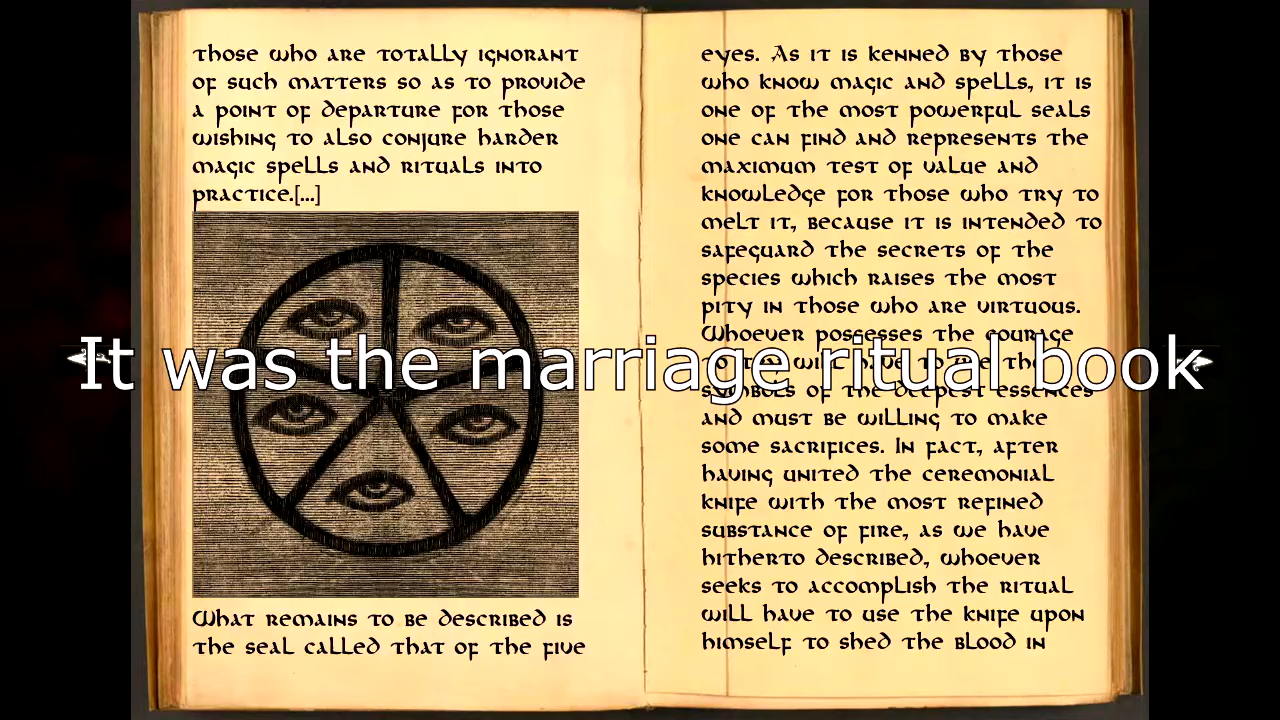 those who are totally ignorant
of such matters so as to provide
a point of departure for those
wishing to also conjure harder
magic spells and rituals into
practice.[...]
What remains to be described is
the seal called that of the five
eyes. As it is kenned by those
who know magic and spells, it is
one of the most powerful seals
one can find and represents the
maximum test of value and
knowledge for those who try to
melt it, because it is intended to
safeguard the secrets of the
species which raises the most
pity in those who are virtuous.
Whoever possesses the courage
symbols of the deepest essences
and must be willing to make
some sacrifices. In fact, after
having united the ceremonial
knife with the most refined
substance of fire, as we have
hitherto described, whoever
seeks to accomplish the ritual
will have to use the knife upon
himself to shed the blood in
It was the marriage ritual book